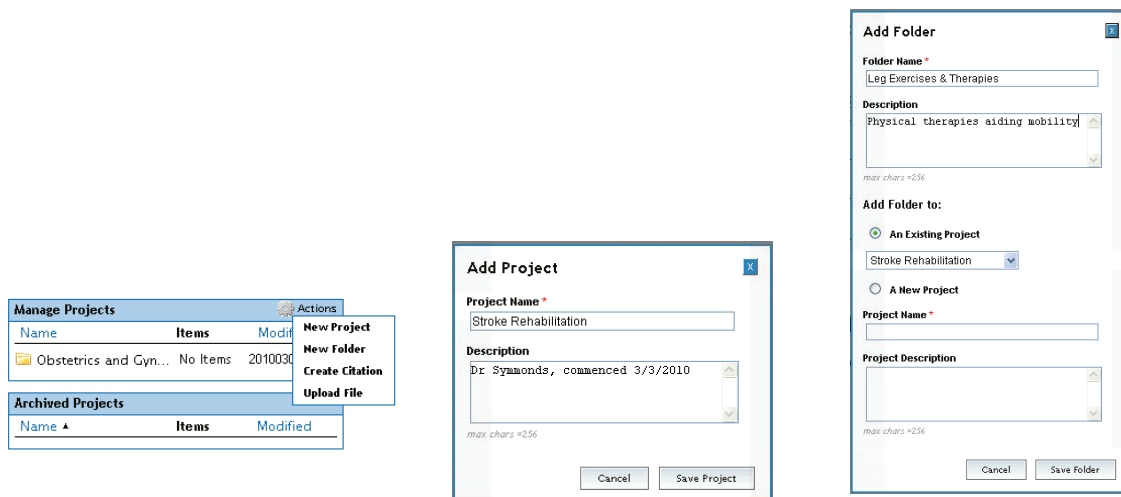 Manage Projects Actions
Name Items Modif
Obstetrics and Gyn... No Items 2010030
New Project
New Folder
Create Citation
Upload File
Archived Projects
Name ▲ Items Modified
Add Project X
Project Name *
Stroke Rehabilitation
Description
Dr Symmonds, commenced 3/3/2010
max chars =256
Cancel Save Project
Add Folder X
Folder Name *
Leg Exercises & Therapies
Description
Physical therapies aiding mobility
max chars =256
Add Folder to:
An Existing Project
Stroke Rehabilitation
A New Project
Project Name *
Project Description
max chars =256
Cancel Save Folder